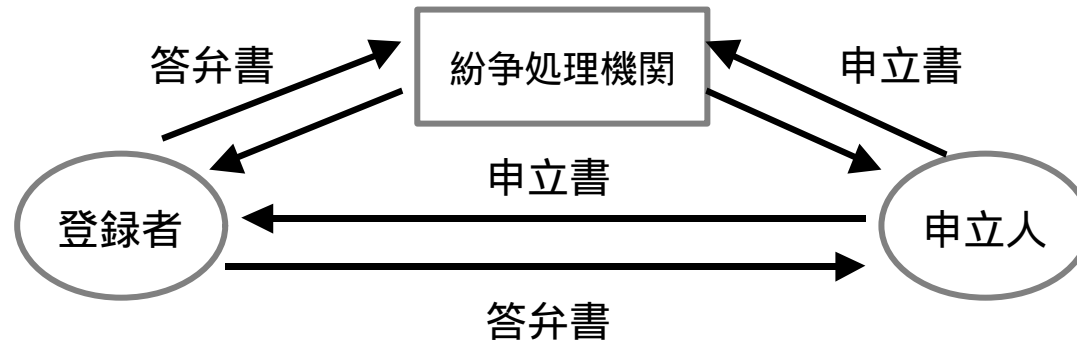 答弁書
紛争処理機関
申立書
申立書
登録者
申立人
答弁書